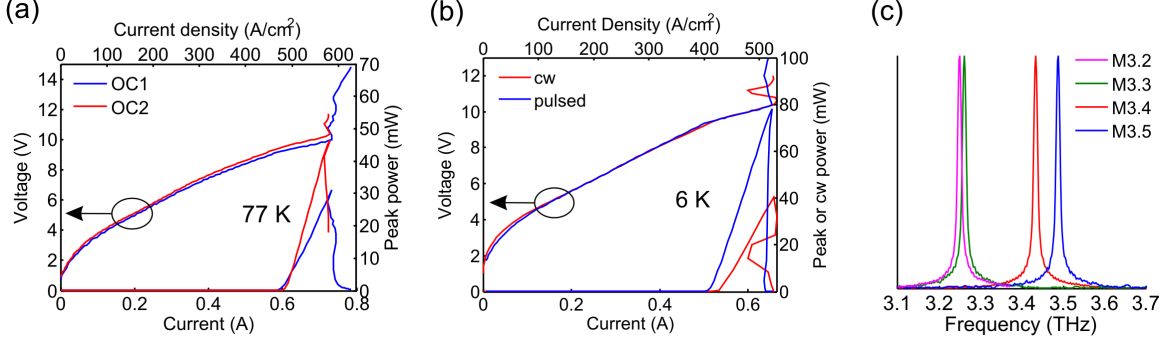 (a)
Current density (A/cm²)
0 100 200 300 400 500 600
14
12
10
8
6
4
2
0
Voltage (V)
OC1
OC2
77 K
70
60
50
40
30
20
10
0
Peak power (mW)
0 0.2 0.4 0.6 0.8
Current (A)
(b)
Current Density (A/cm²)
0 100 200 300 400 500
12
10
8
6
4
2
0
Voltage (V)
cw
pulsed
6 K
100
80
60
40
20
0
Peak or cw power (mW)
0 0.2 0.4 0.6
Current (A)
(c)
M3.2
M3.3
M3.4
M3.5
3.1 3.2 3.3 3.4 3.5 3.6 3.7
Frequency (THz)